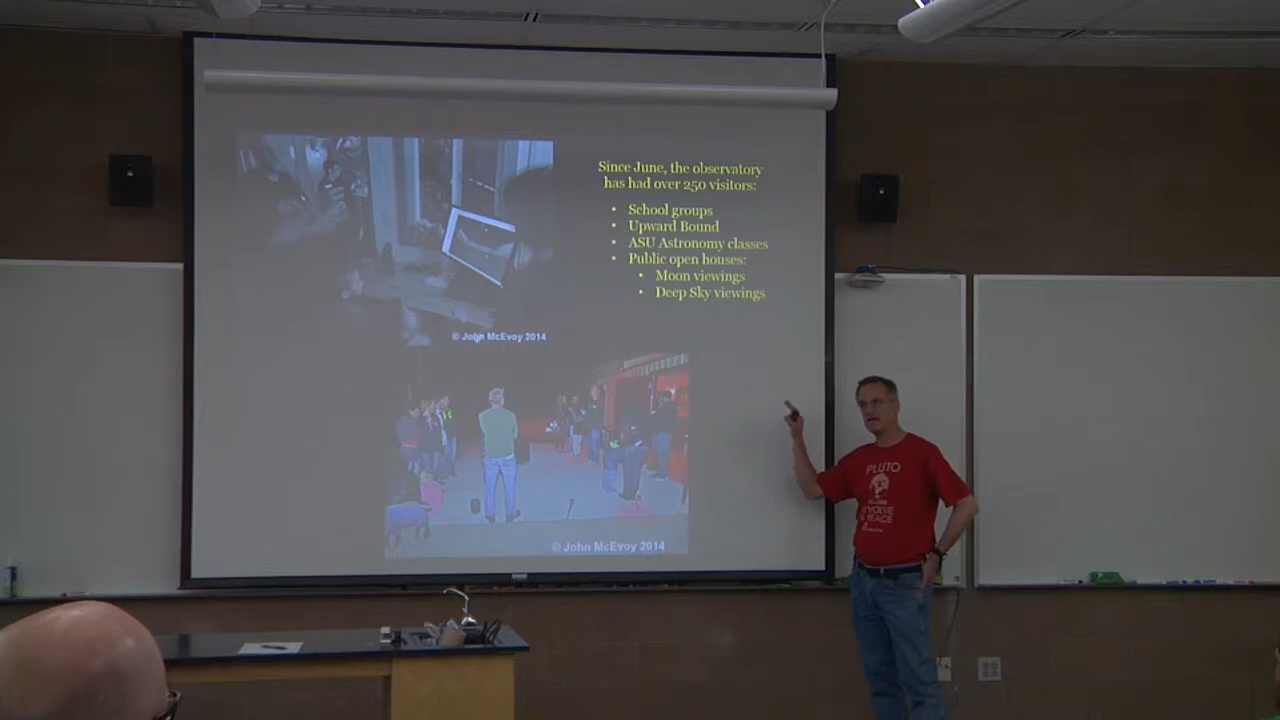 Since June, the observatory
has had over 250 visitors:
• School groups
• Upward Bound
• ASU Astronomy classes
• Public open houses:
• Moon viewings
• Deep Sky viewings
© John McEvoy 2014
© John McEvoy 2014
PLUTO
PEACE